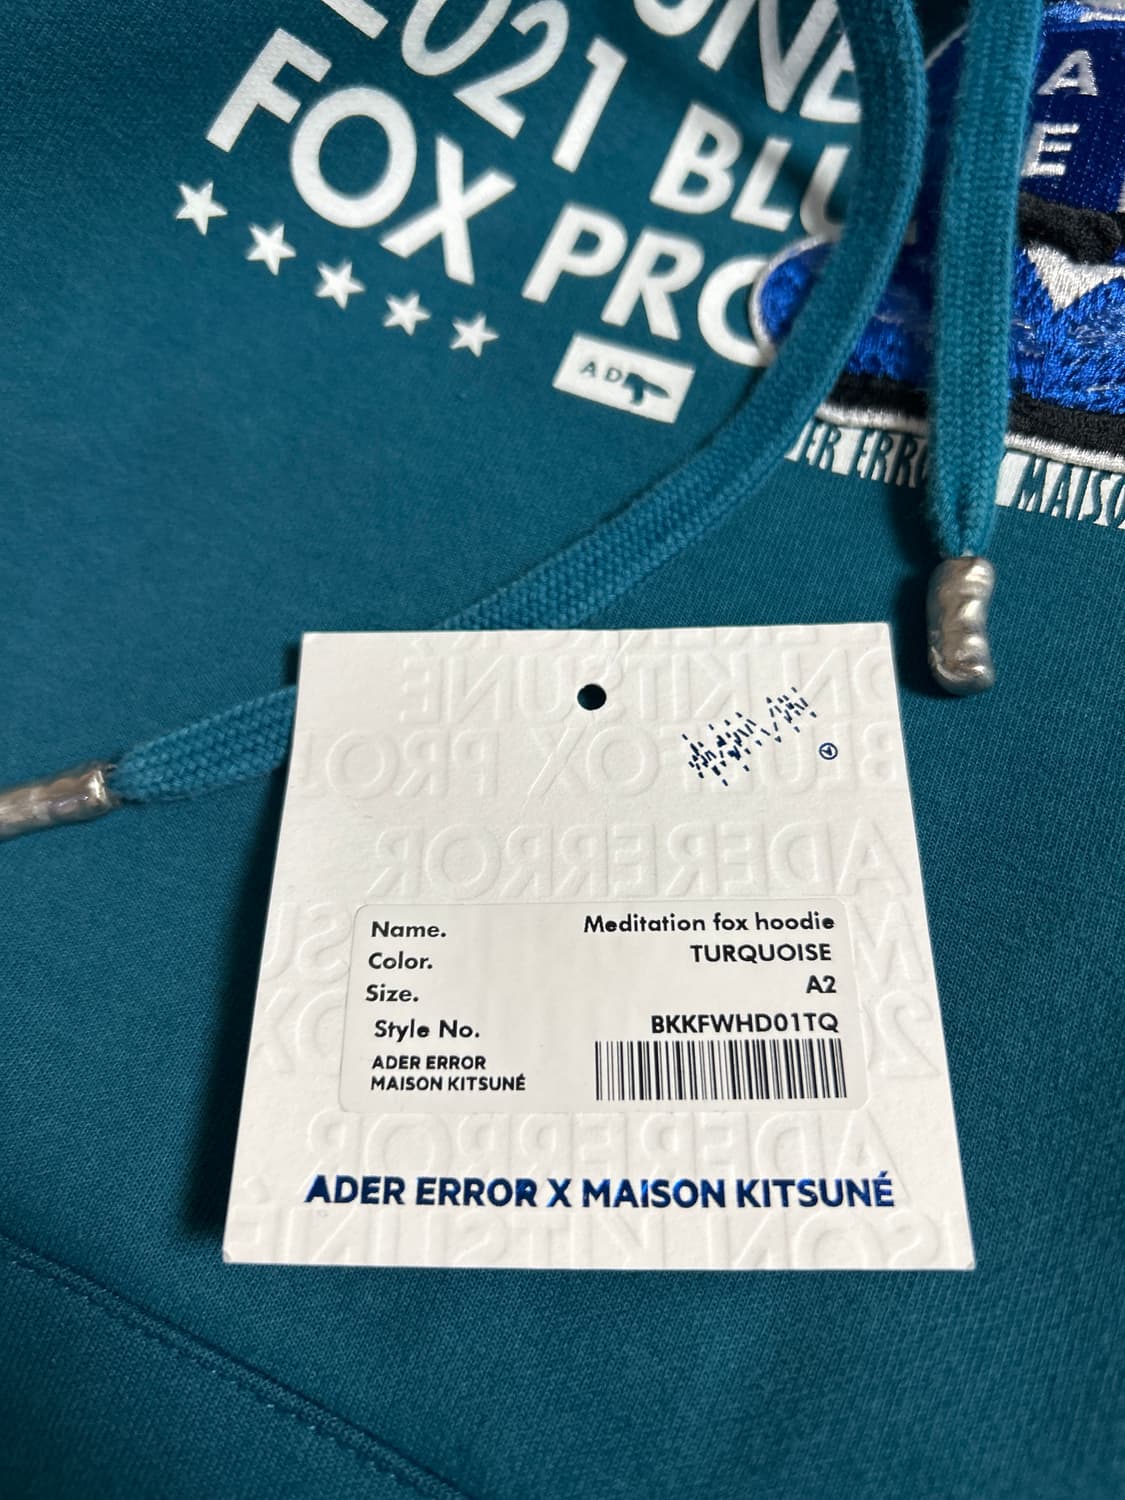 2021 BLUE
FOX PRO
AD
A
E
ER ERRO
MAISO
Name. Meditation fox hoodie
Color. TURQUOISE
Size. A2
Style No. BKKFWHD01TQ
ADER ERROR
MAISON KITSUNÉ
ADER ERROR X MAISON KITSUNÉ